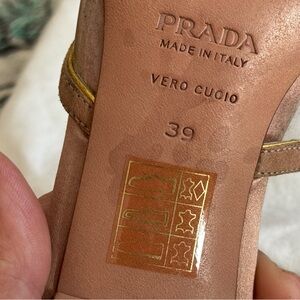 PRADA
MADE IN ITALY
VERO CUOIO
39